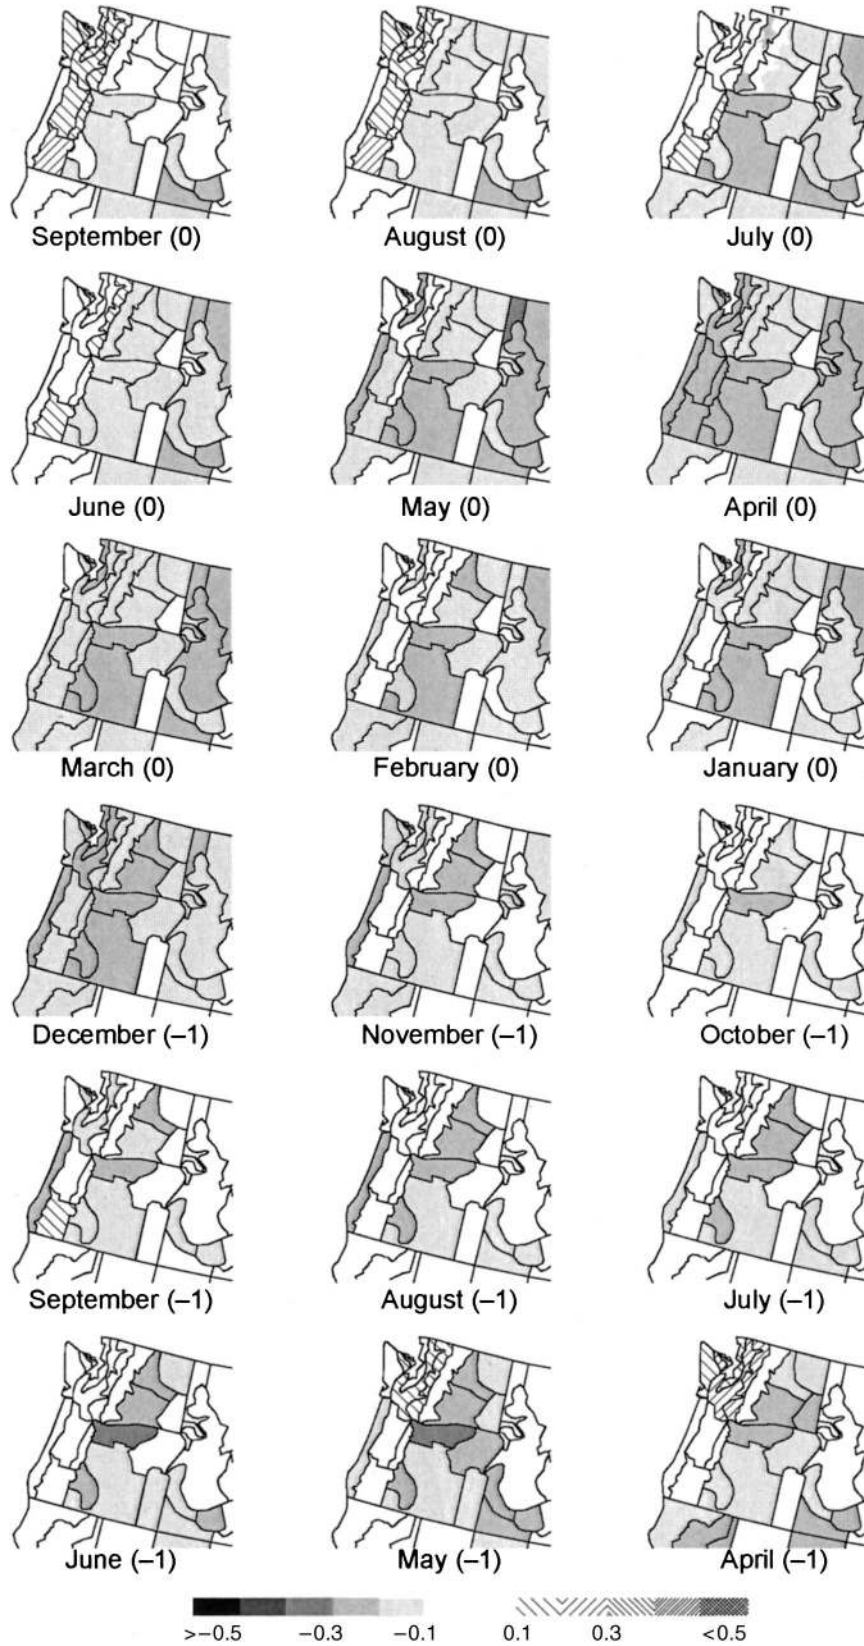 September (0) August (0) July (0)
June (0) May (0) April (0)
March (0) February (0) January (0)
December (–1) November (–1) October (–1)
September (–1) August (–1) July (–1)
June (–1) May (–1) April (–1)
>–0.5 –0.3 –0.1 0.1 0.3 <0.5